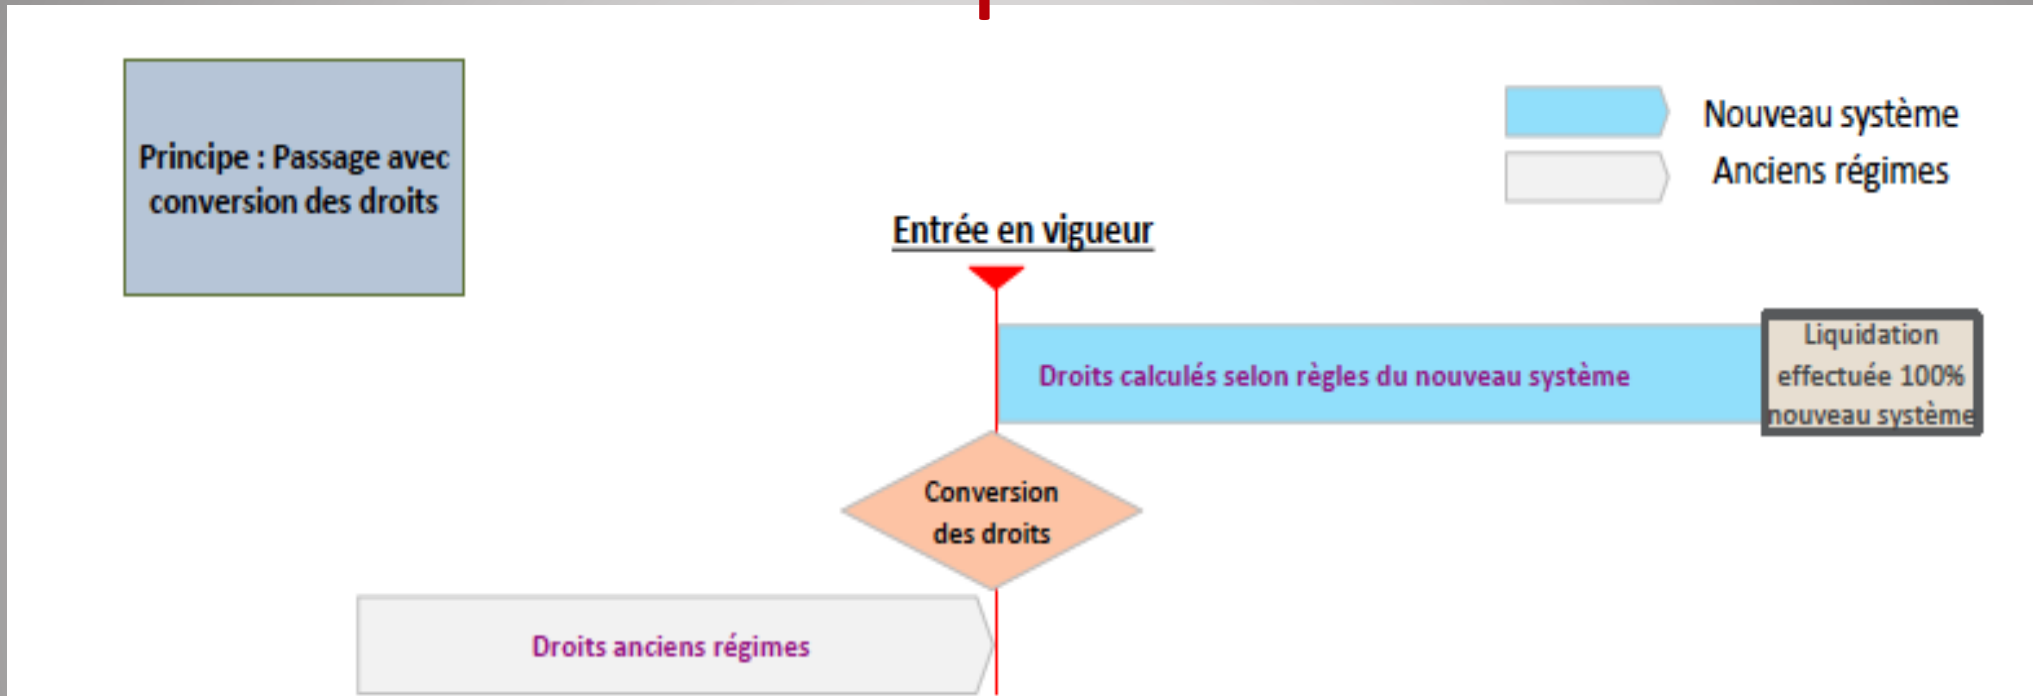 Principe : Passage avec
conversion des droits
Nouveau système
Anciens régimes
Entrée en vigueur
Droits calculés selon règles du nouveau système
Liquidation
effectuée 100%
nouveau système
Conversion
des droits
Droits anciens régimes